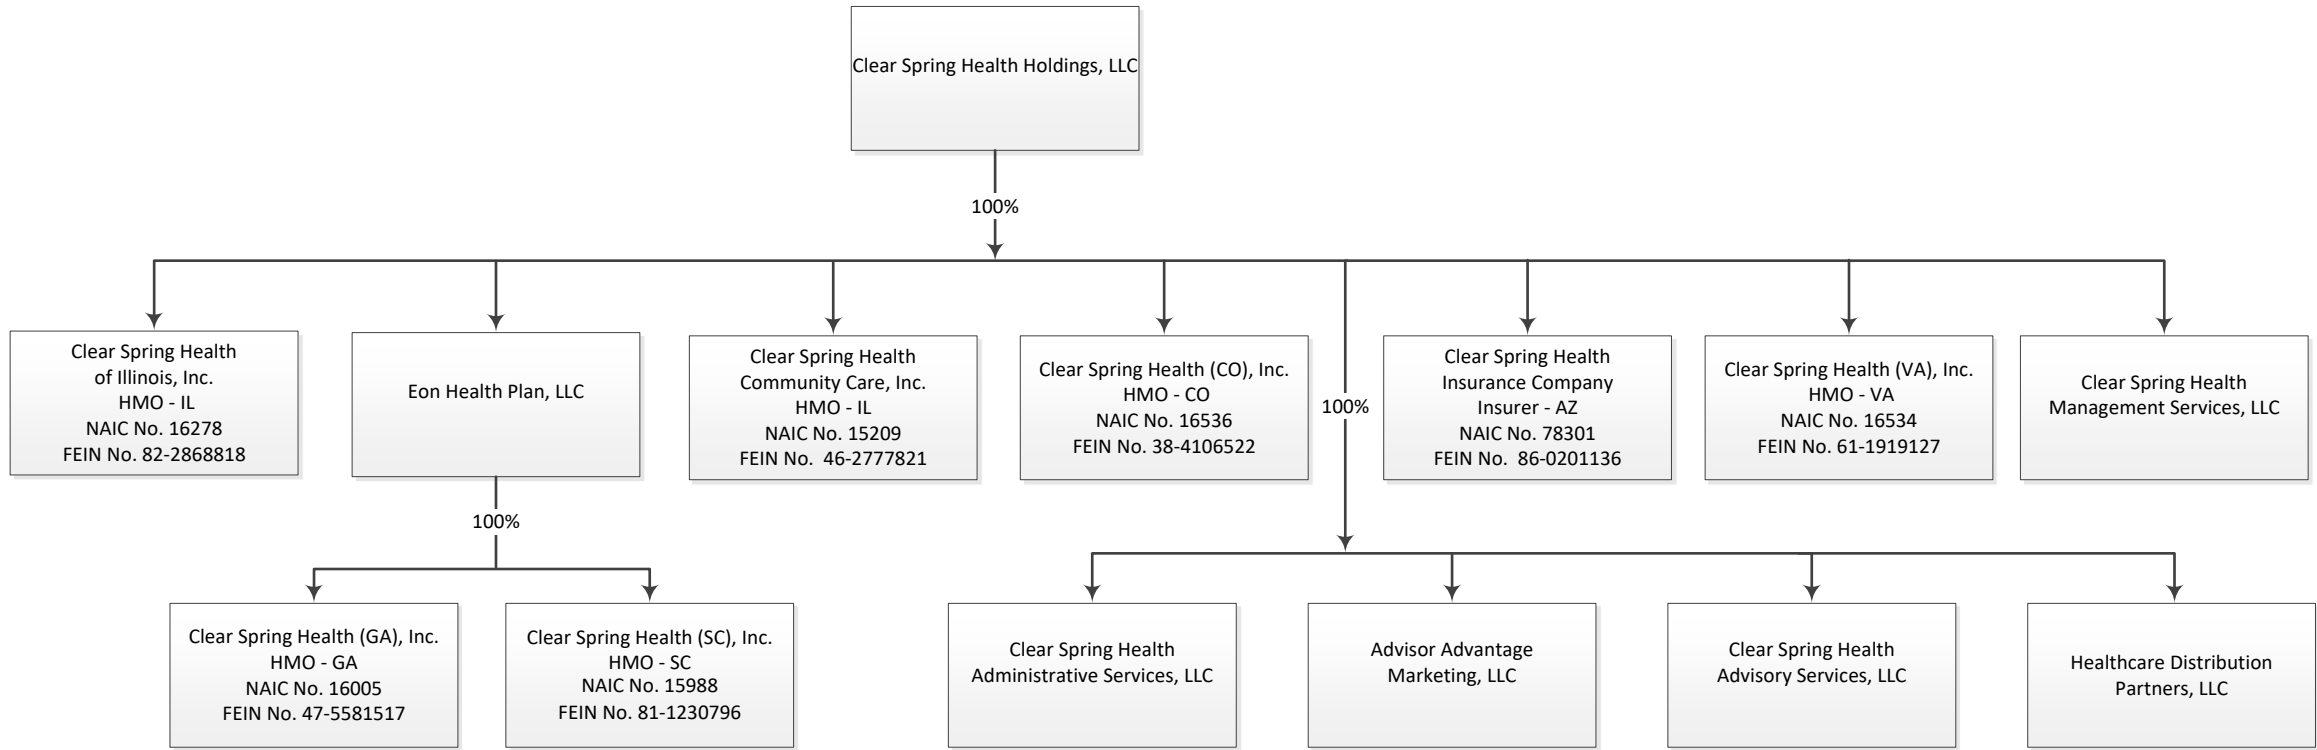 Clear Spring Health Holdings, LLC
100%
Clear Spring Health
of Illinois, Inc.
HMO - IL
NAIC No. 16278
FEIN No. 82-2868818
Eon Health Plan, LLC
Clear Spring Health
Community Care, Inc.
HMO - IL
NAIC No. 15209
FEIN No.  46-2777821
Clear Spring Health (CO), Inc.
HMO - CO
NAIC No. 16536
FEIN No. 38-4106522
100%
Clear Spring Health
Insurance Company
Insurer - AZ
NAIC No. 78301
FEIN No.  86-0201136
Clear Spring Health (VA), Inc.
HMO - VA
NAIC No. 16534
FEIN No. 61-1919127
Clear Spring Health
Management Services, LLC
100%
Clear Spring Health (GA), Inc.
HMO - GA
NAIC No. 16005
FEIN No. 47-5581517
Clear Spring Health (SC), Inc.
HMO - SC
NAIC No. 15988
FEIN No. 81-1230796
Clear Spring Health
Administrative Services, LLC
Advisor Advantage
Marketing, LLC
Clear Spring Health
Advisory Services, LLC
Healthcare Distribution
Partners, LLC